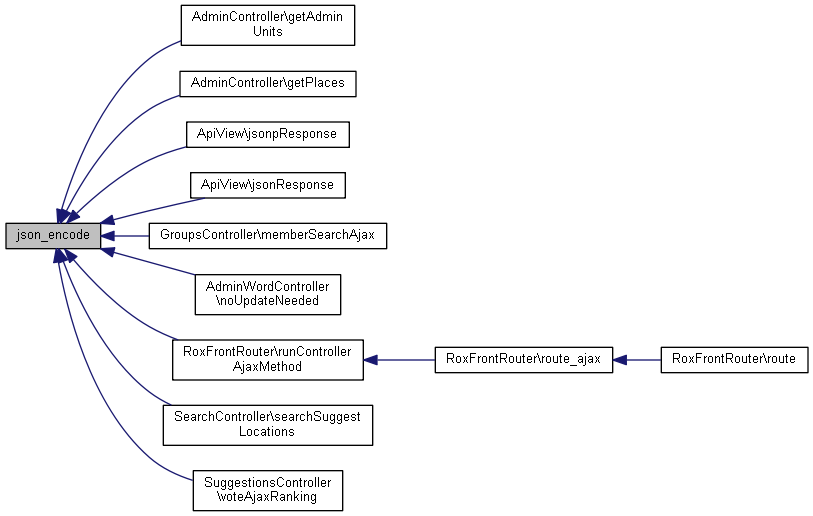 AdminController\getAdmin
Units
AdminController\getPlaces
ApiView\jsonpResponse
ApiView\jsonResponse
json_encode
GroupsController\memberSearchAjax
AdminWordController
\noUpdateNeeded
RoxFrontRouter\runController
AjaxMethod
RoxFrontRouter\route_ajax
RoxFrontRouter\route
SearchController\searchSuggest
Locations
SuggestionsController
\voteAjaxRanking